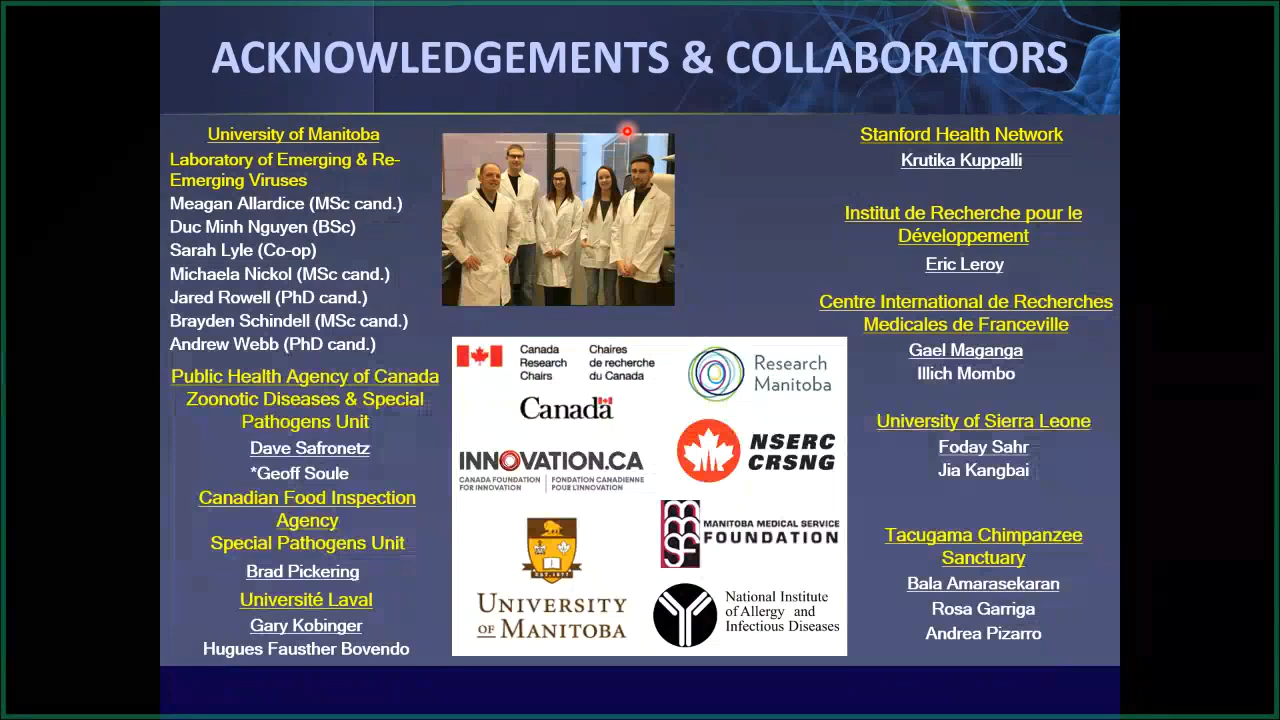 ACKNOWLEDGEMENTS & COLLABORATORS
University of Manitoba
Laboratory of Emerging & Re-
Emerging Viruses
Meagan Allardice (MSc cand.)
Duc Minh Nguyen (BSc)
Sarah Lyle (Co-op)
Michaela Nickol (MSc cand.)
Jared Rowell (PhD cand.)
Brayden Schindell (MSc cand.)
Andrew Webb (PhD cand.)
Public Health Agency of Canada
Zoonotic Diseases & Special
Pathogens Unit
Dave Safronetz
*Geoff Soule
Canadian Food Inspection
Agency
Special Pathogens Unit
Brad Pickering
Université Laval
Gary Kobinger
Hugues Fausther Bovendo
Canada
Research
Chairs
Chaires
de recherche
du Canada
Canada
Research
Manitoba
INNOVATION.CA
CANADA FOUNDATION
FOR INNOVATION
FONDATION CANADIENNE
POUR L'INNOVATION
NSERC
CRSNG
mmsf
MANITOBA MEDICAL SERVICE
FOUNDATION
EST. 1877
UNIVERSITY
OF MANITOBA
National Institute
of Allergy and
Infectious Diseases
Stanford Health Network
Krutika Kuppalli
Institut de Recherche pour le
Développement
Eric Leroy
Centre International de Recherches
Medicales de Franceville
Gael Maganga
Illich Mombo
University of Sierra Leone
Foday Sahr
Jia Kangbai
Tacugama Chimpanzee
Sanctuary
Bala Amarasekaran
Rosa Garriga
Andrea Pizarro